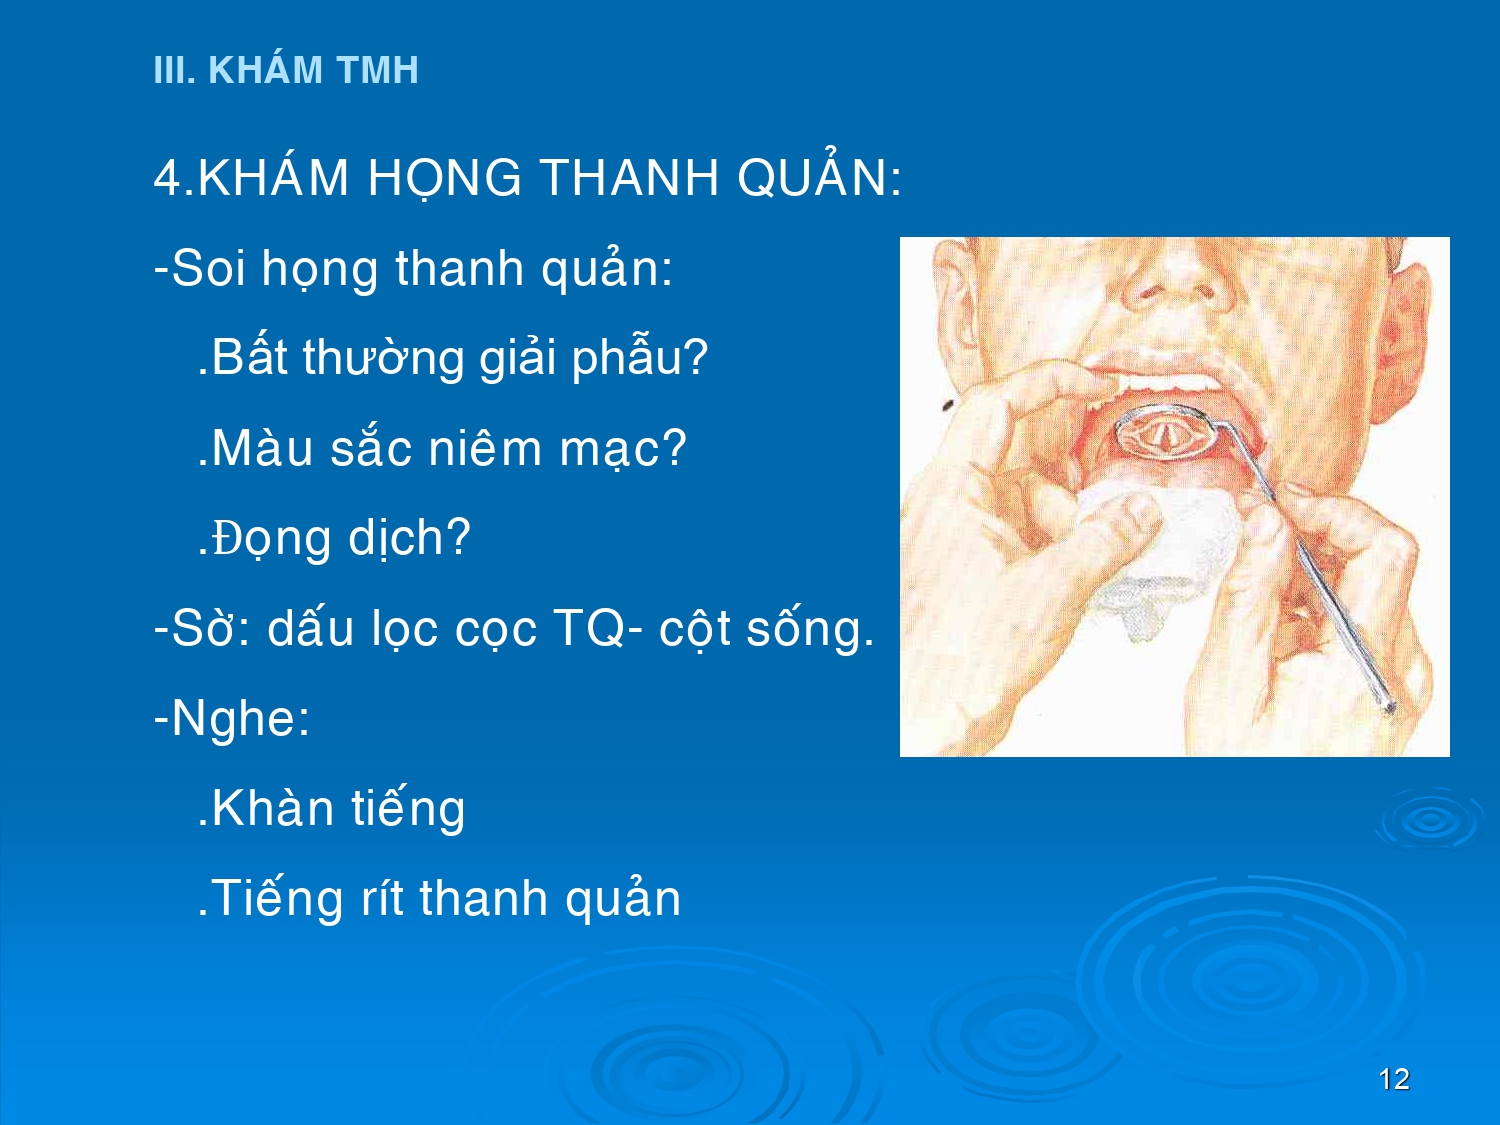 III. KHÁM TMH
4.KHÁM HỌNG THANH QUẢN:
-Soi họng thanh quản:
.Bất thường giải phẫu?
.Màu sắc niêm mạc?
.Đọng dịch?
-Sờ: dấu lọc cọc TQ- cột sống.
-Nghe:
.Khàn tiếng
.Tiếng rít thanh quản
12